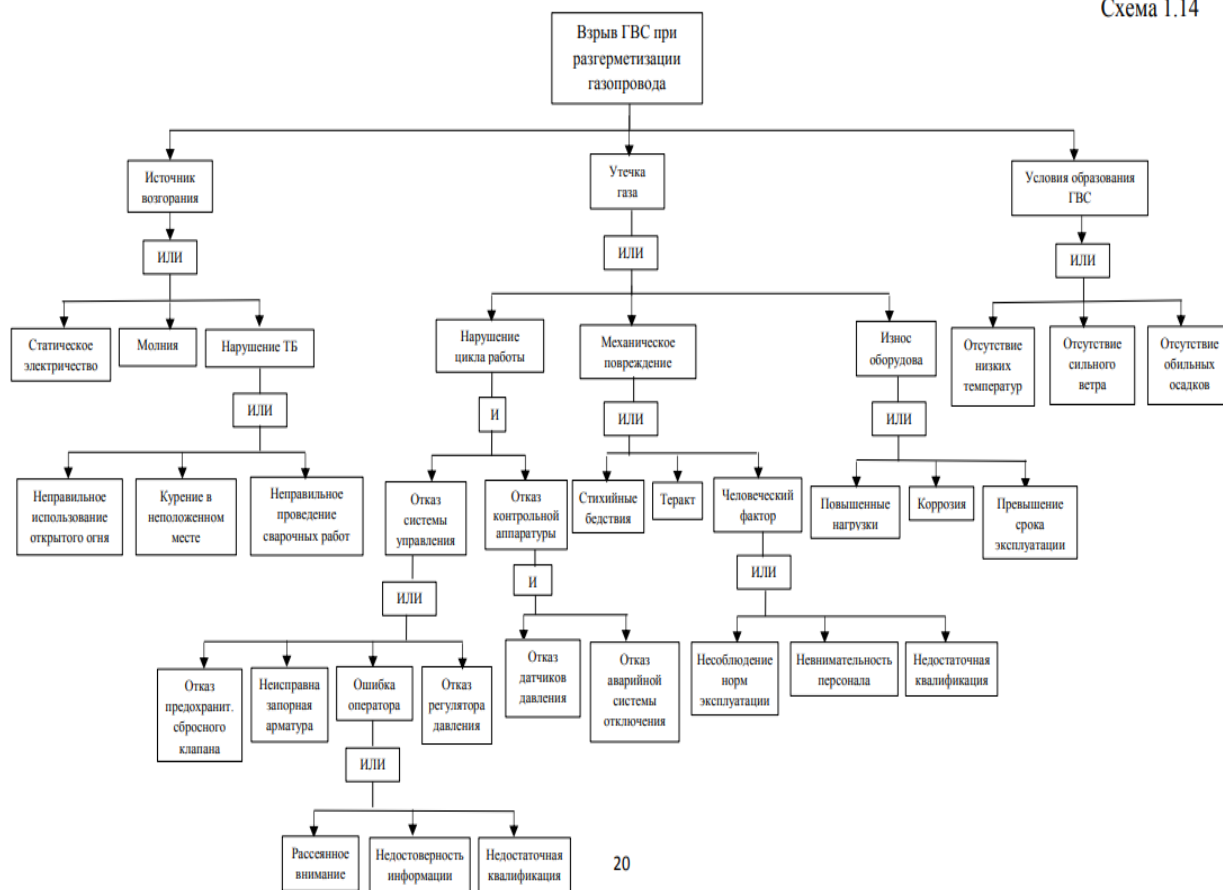 Схема 1.14
Взрыв ГВС при
разгерметизации
газопровода
Источник
возгорания
Утечка
газа
Условия образования
ГВС
ИЛИ
ИЛИ
ИЛИ
Статическое
электричество
Молния
Нарушение ТБ
Нарушение
цикла работы
Механическое
повреждение
Износ
оборудова
Отсутствие
низких
температур
Отсутствие
сильного
ветра
Отсутствие
обильных
осадков
ИЛИ
И
ИЛИ
ИЛИ
Неправильное
использование
открытого огня
Курение в
неположенном
месте
Неправильное
проведение
сварочных работ
Отказ
системы
управления
Отказ
контрольной
аппаратуры
Стихийные
бедствия
Теракт
Человеческий
фактор
Повышенные
нагрузки
Коррозия
Превышение
срока
эксплуатации
ИЛИ
И
ИЛИ
Отказ
предохранит.
сбросного
клапана
Неисправна
запорная
арматура
Ошибка
оператора
Отказ
регулятора
давления
Отказ
датчиков
давления
Отказ
аварийной
системы
отключения
Несоблюдение
норм
эксплуатации
Невнимательность
персонала
Недостаточная
квалификация
ИЛИ
Рассеянное
внимание
Недостоверность
информации
Недостаточная
квалификация
20